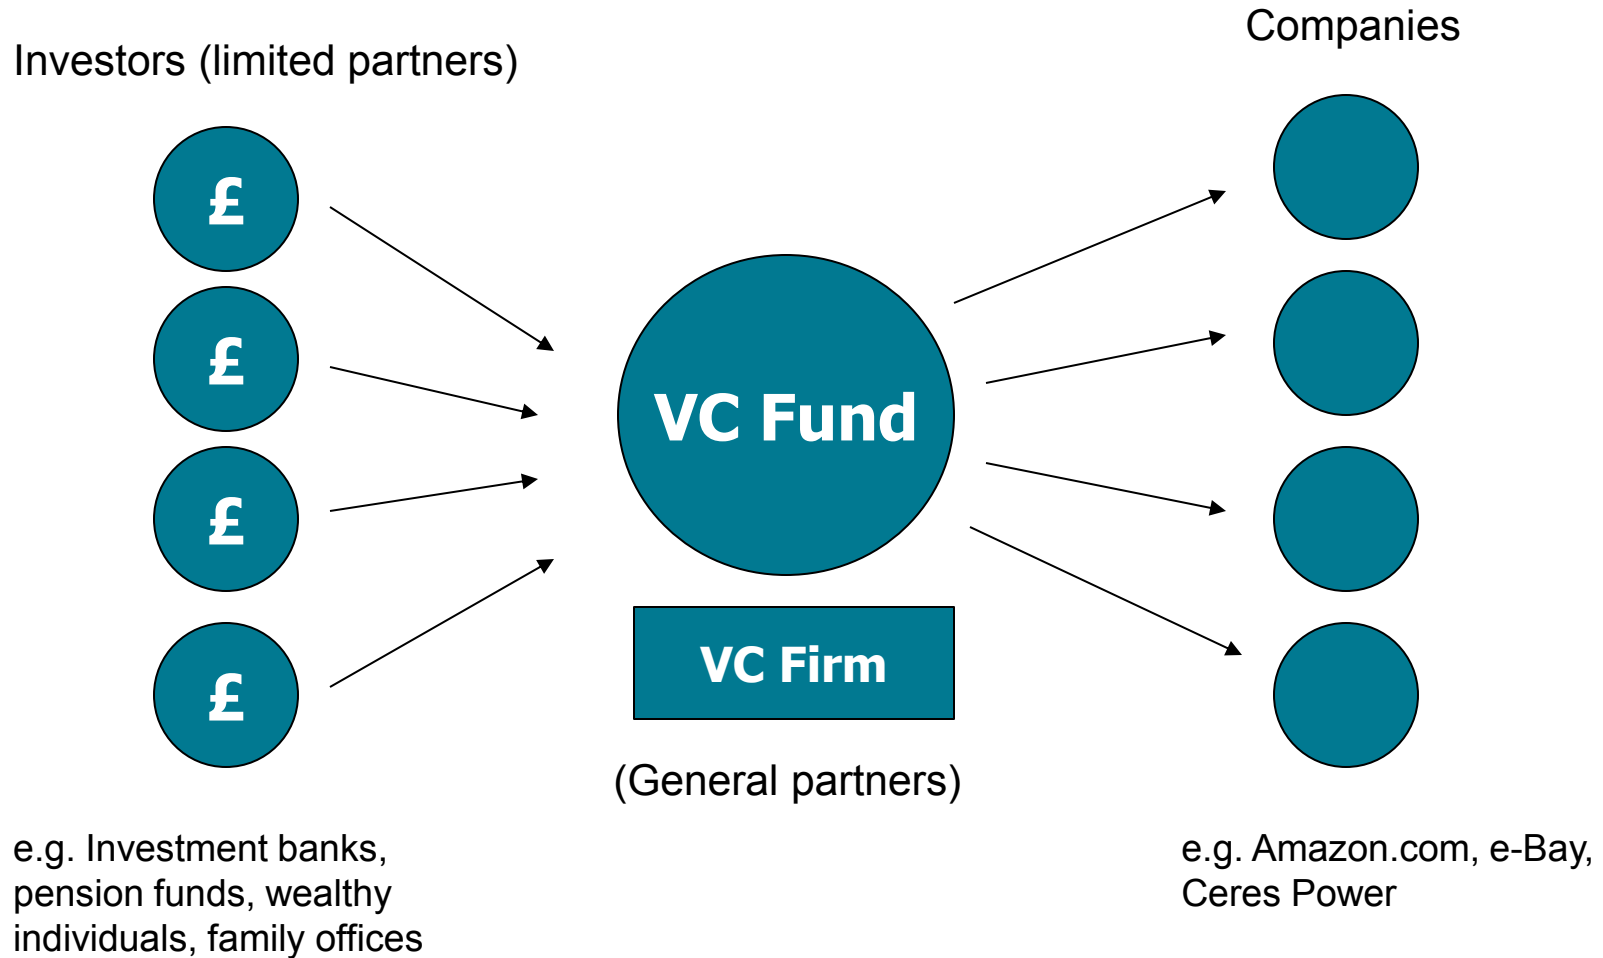 Companies
Investors (limited partners)
£
£
£
£
VC Fund
VC Firm
(General partners)
e.g. Investment banks,
pension funds, wealthy
individuals, family offices
e.g. Amazon.com, e-Bay,
Ceres Power